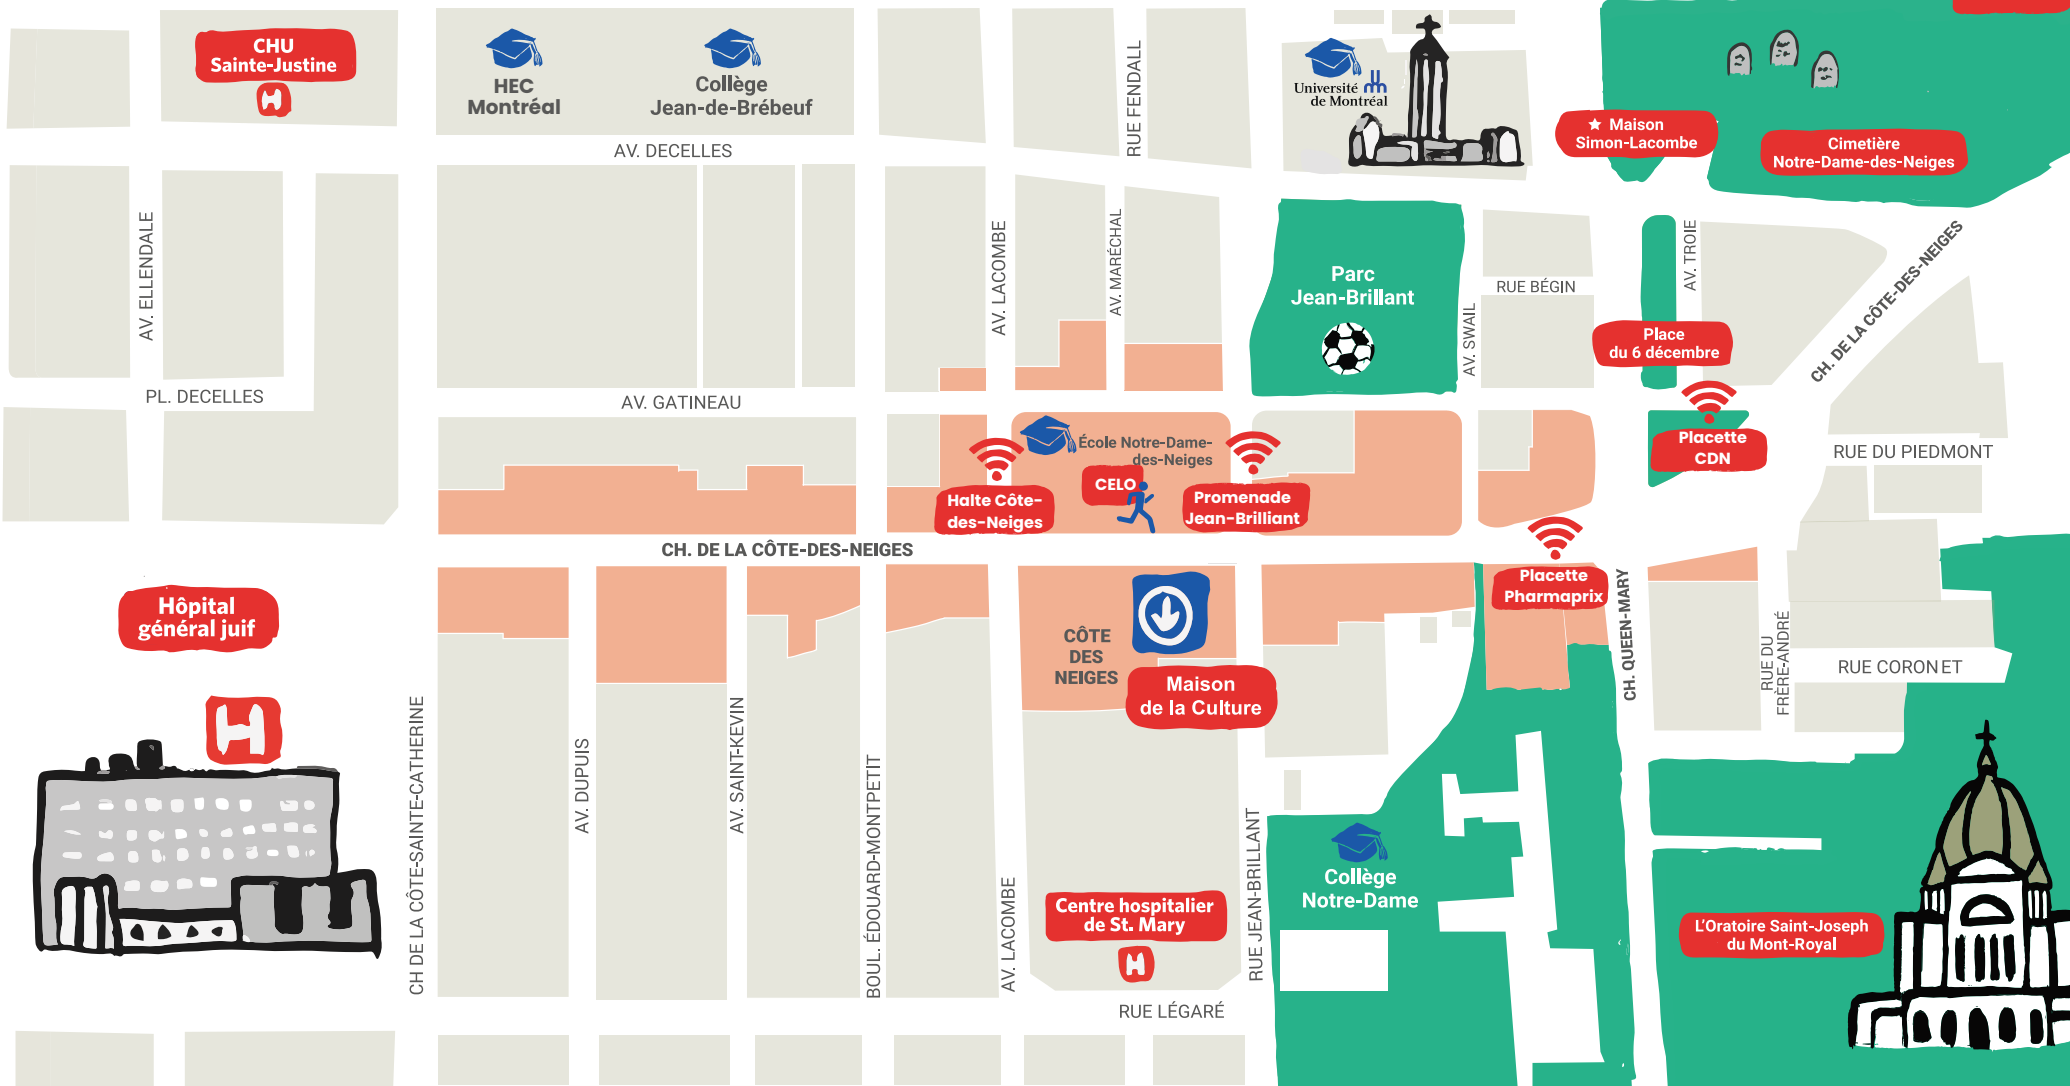 CHU
Sainte-Justine
HEC
Montréal
Collège
Jean-de-Brébeuf
AV. DECELLES
RUE FENDALL
Université
de Montréal
★ Maison
Simon-Lacombe
Cimetière
Notre-Dame-des-Neiges
AV. ELLENDALE
AV. LACOMBE
AV. MARÉCHAL
Parc
Jean-Brillant
AV. SWAIL
RUE BÉGIN
AV. TROIE
CH. DE LA CÔTE-DES-NEIGES
Place
du 6 décembre
PL. DECELLES
AV. GATINEAU
École Notre-Dame-
des-Neiges
CELO
Halte Côte-
des-Neiges
Promenade
Jean-Brilliant
Placette
CDN
RUE DU PIEDMONT
CH. DE LA CÔTE-DES-NEIGES
Placette
Pharmaprix
CH. QUEEN-MARY
Hôpital
général juif
H
CÔTE
DES
NEIGES
Maison
de la Culture
RUE DU
FRÈRE-ANDRÉ
RUE CORONET
CH DE LA CÔTE-SAINTE-CATHERINE
AV. DUPUIS
AV. SAINT-KEVIN
BOUL. ÉDOUARD-MONTPETIT
AV. LACOMBE
RUE JEAN-BRILLANT
Collège
Notre-Dame
Centre hospitalier
de St. Mary
H
L'Oratoire Saint-Joseph
du Mont-Royal
RUE LÉGARÉ
H